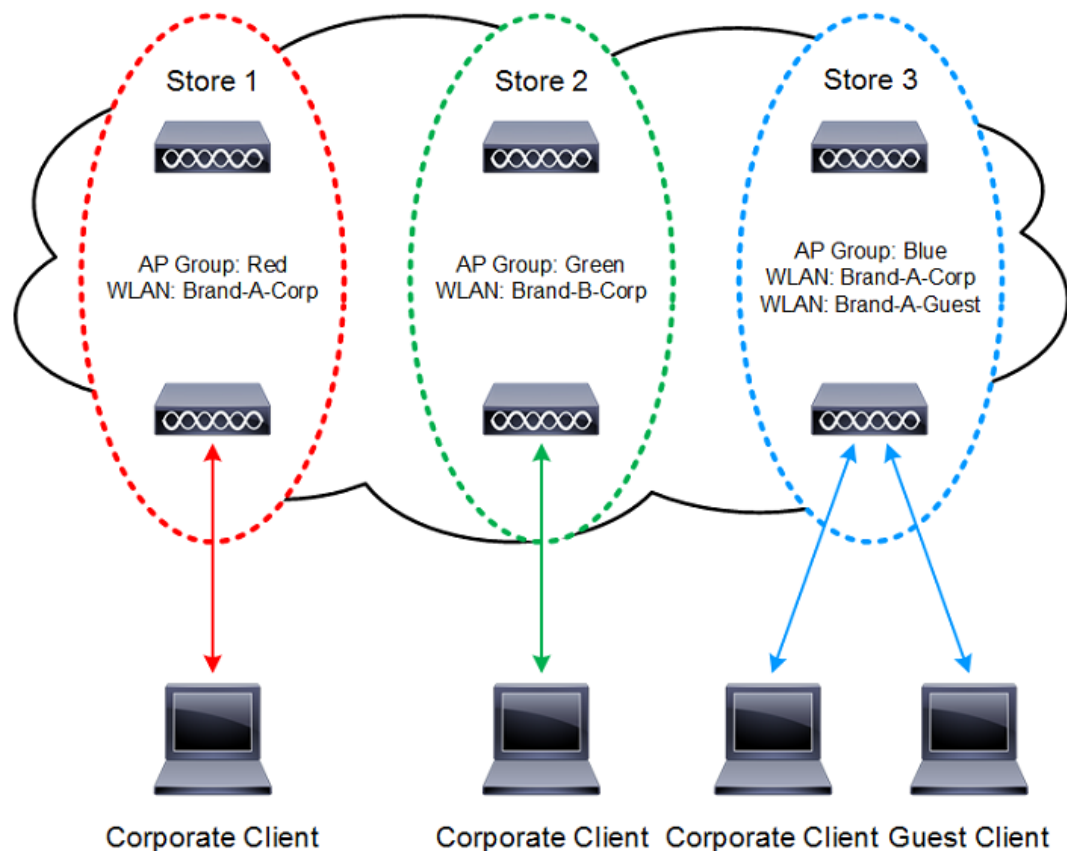 Store 1
Store 2
Store 3
AP Group: Red
WLAN: Brand-A-Corp
AP Group: Green
WLAN: Brand-B-Corp
AP Group: Blue
WLAN: Brand-A-Corp
WLAN: Brand-A-Guest
Corporate Client
Corporate Client
Corporate Client
Guest Client